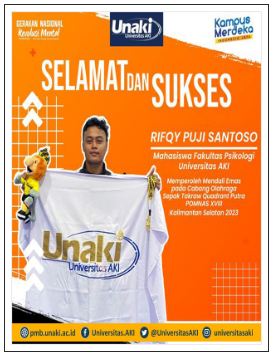 GERAKAN NASIONAL
Revolusi Mental
Unaki
Universitas AKI
Kampus
Merdeka
INDONESIA JAYA
SELAMAT DAN
SUKSES
RIFQY PUJI SANTOSO
Mahasiswa Fakultas Psikologi
Universitas AKI
Memperoleh Mendali Emas
pada Cabang Olahraga
Sepak Takraw Quadrant Putra
POMNAS XVIII
Kalimantan Selatan 2023
Unaki
Universitas AKI
pmb.unaki.ac.id
Universitas.AKI
@UniversitasAKI
universitasaki